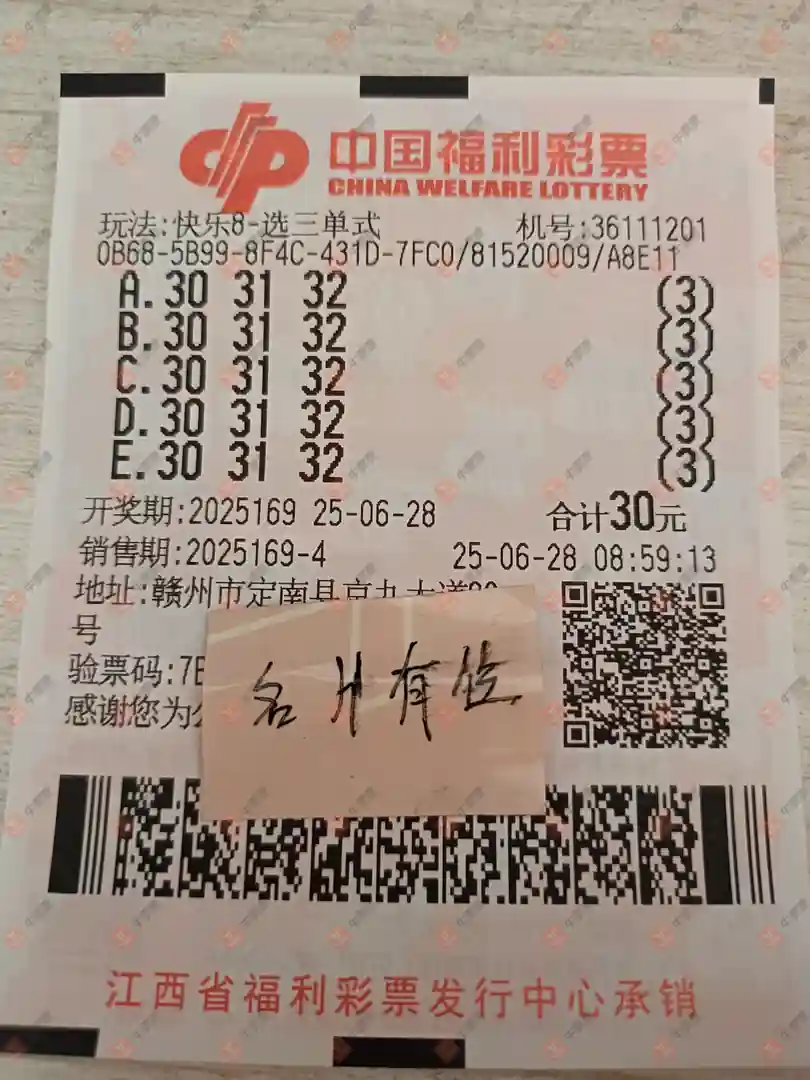 中国福利彩票
CHINA WELFARE LOTTERY
玩法:快乐8-选三单式 机号:36111201
0B68-5B99-8F4C-431D-7FC0/81520009/A8E11
A.30 31 32 (3)
B.30 31 32 (3)
C.30 31 32 (3)
D.30 31 32 (3)
E.30 31 32 (3)
开奖期:2025169 25-06-28 合计30元
销售期:2025169-4 25-06-28 08:59:13
地址:赣州市定南县京九大道
号
验票码:7E
感谢您为公
名 有
江西省福利彩票发行中心承销